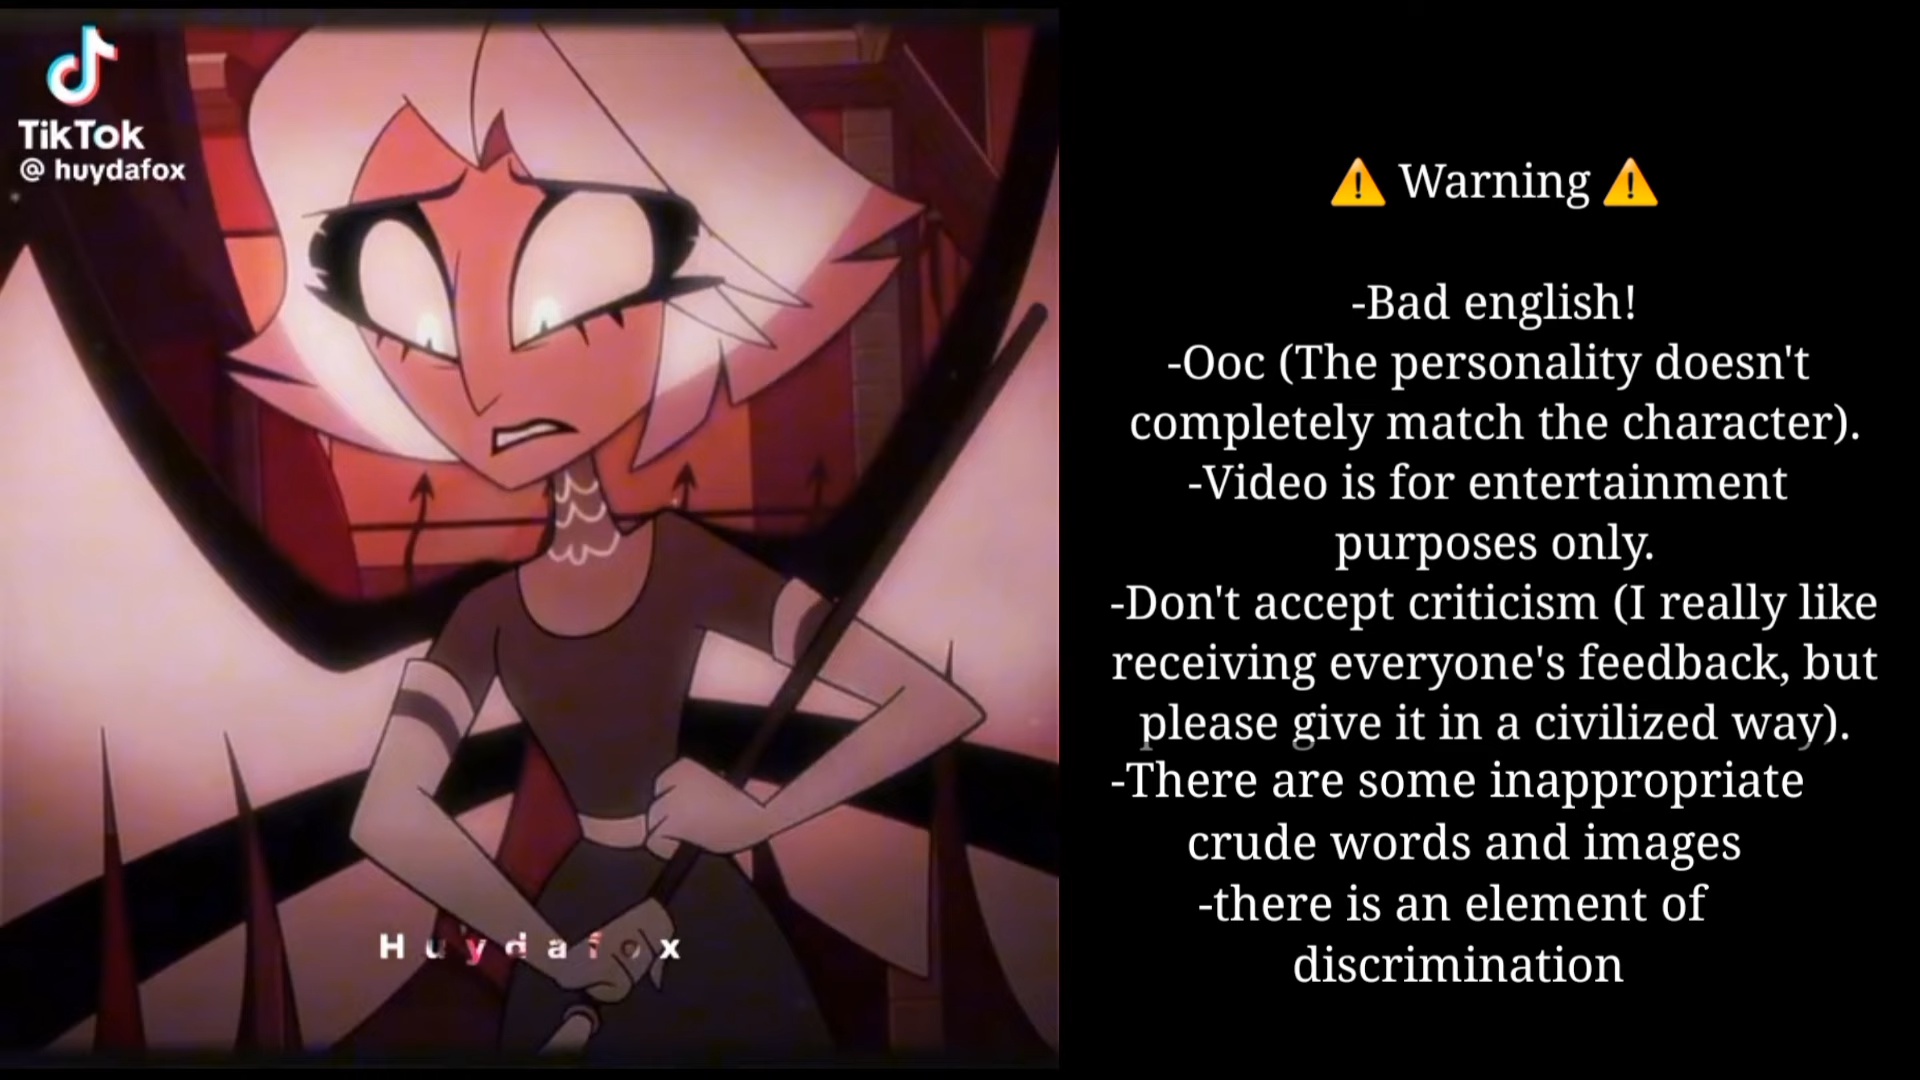 TikTok
@ huydafox
Huydafox
⚠️ Warning ⚠️
-Bad english!
-Ooc (The personality doesn't
completely match the character).
-Video is for entertainment
purposes only.
-Don't accept criticism (I really like
receiving everyone's feedback, but
please give it in a civilized way).
-There are some inappropriate
crude words and images
-there is an element of
discrimination